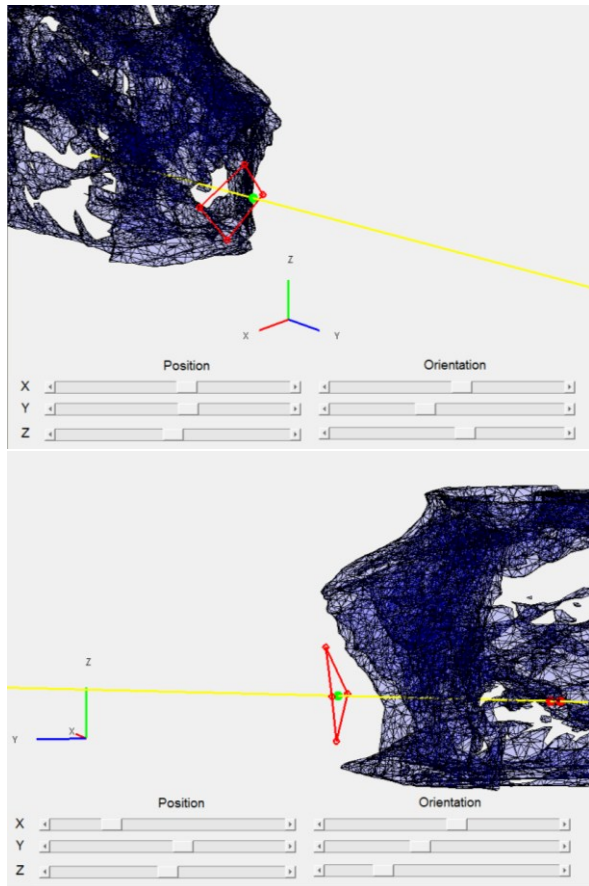 Z
X Y
Position Orientation
X
Y
Z
Z
Y X
Position Orientation
X
Y
Z